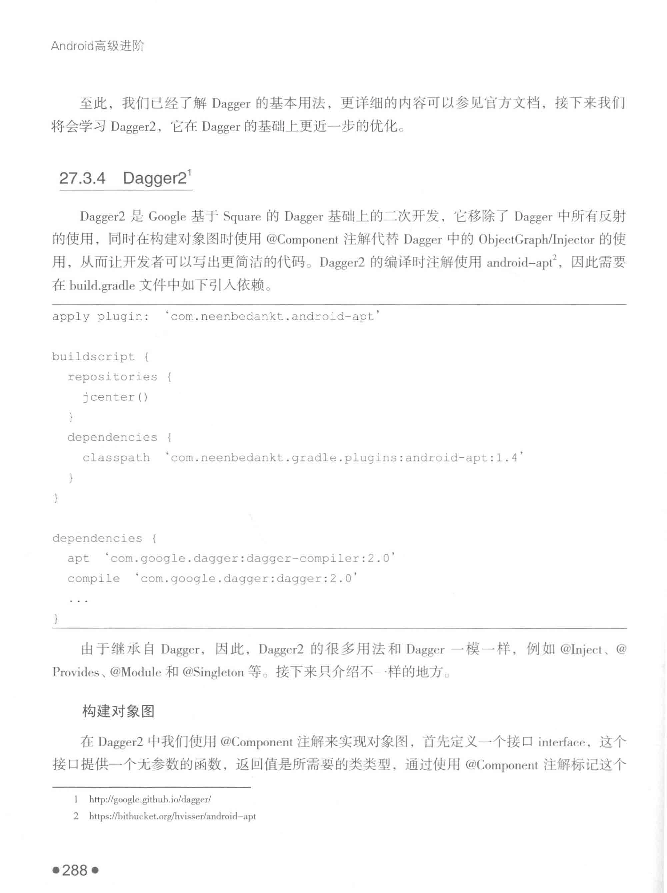 Android高级进阶
至此，我们已经了解 Dagger 的基本用法，更详细的内容可以参见官方文档，接下来我们
将会学习 Dagger2，它在 Dagger 的基础上更近一步的优化。
27.3.4 Dagger2¹
Dagger2 是 Google 基于 Square 的 Dagger 基础上的二次开发，它移除了 Dagger 中所有反射
的使用，同时在构建对象图时使用 @Component 注解代替 Dagger 中的 ObjectGraph/Injector 的使
用，从而让开发者可以写出更简洁的代码。Dagger2 的编译时注解使用 android-apt²，因此需要
在 build.gradle 文件中如下引入依赖。
apply plugin: 'com.neenbedankt.android-apt'
buildscript {
repositories {
jcenter()
}
dependencies {
classpath 'com.neenbedankt.gradle.plugins:android-apt:1.4'
}
}
dependencies {
apt 'com.google.dagger:dagger-compiler:2.0'
compile 'com.google.dagger:dagger:2.0'
...
}
由于继承自 Dagger，因此，Dagger2 的很多用法和 Dagger 一模一样，例如 @Inject、@
Provides、@Module 和 @Singleton 等。接下来只介绍不一样的地方。
构建对象图
在 Dagger2 中我们使用 @Component 注解来实现对象图，首先定义一个接口 interface，这个
接口提供一个无参数的函数，返回值是所需要的类类型，通过使用 @Component 注解标记这个
1 http://google.github.io/dagger/
2 https://bitbucket.org/hvisser/android-apt
●288●